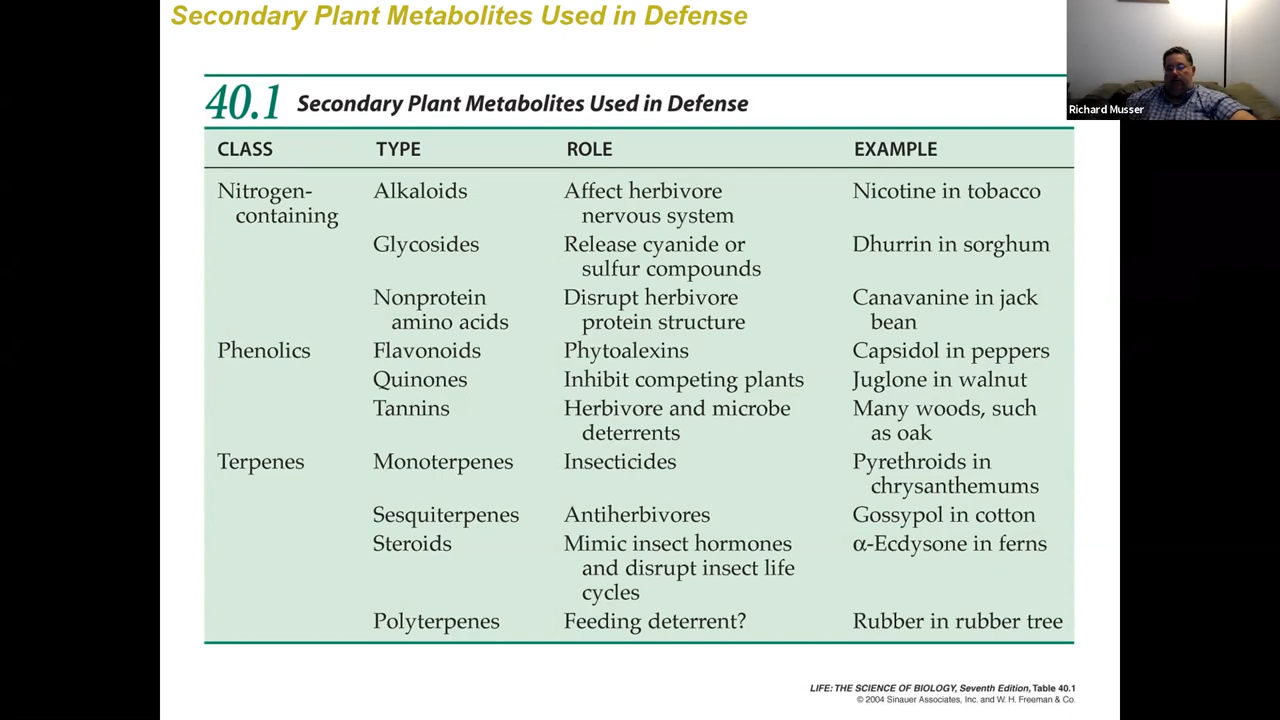 Secondary Plant Metabolites Used in Defense
Richard Musser
40.1 Secondary Plant Metabolites Used in Defense
CLASS TYPE ROLE EXAMPLE
Nitrogen- Alkaloids Affect herbivore Nicotine in tobacco
containing nervous system
Glycosides Release cyanide or Dhurrin in sorghum
sulfur compounds
Nonprotein Disrupt herbivore Canavanine in jack
amino acids protein structure bean
Phenolics Flavonoids Phytoalexins Capsidol in peppers
Quinones Inhibit competing plants Juglone in walnut
Tannins Herbivore and microbe Many woods, such
deterrents as oak
Terpenes Monoterpenes Insecticides Pyrethroids in
chrysanthemums
Sesquiterpenes Antiherbivores Gossypol in cotton
Steroids Mimic insect hormones α-Ecdysone in ferns
and disrupt insect life
cycles
Polyterpenes Feeding deterrent? Rubber in rubber tree
LIFE: THE SCIENCE OF BIOLOGY, Seventh Edition, Table 40.1
© 2004 Sinauer Associates, Inc. and W. H. Freeman & Co.